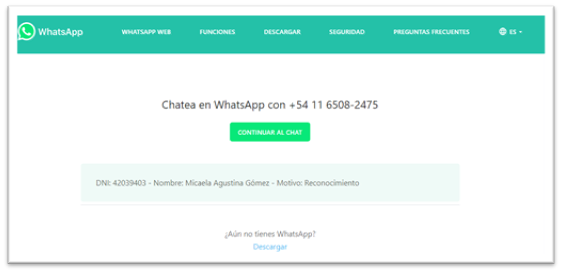 WhatsApp WHATSAPP WEB FUNCIONES DESCARGAR SEGURIDAD PREGUNTAS FRECUENTES ES
Chatea en WhatsApp con +54 11 6508-2475
CONTINUAR AL CHAT
DNI: 42039403 - Nombre: Micaela Agustina Gómez - Motivo: Reconocimiento
¿Aún no tienes WhatsApp?
Descargar